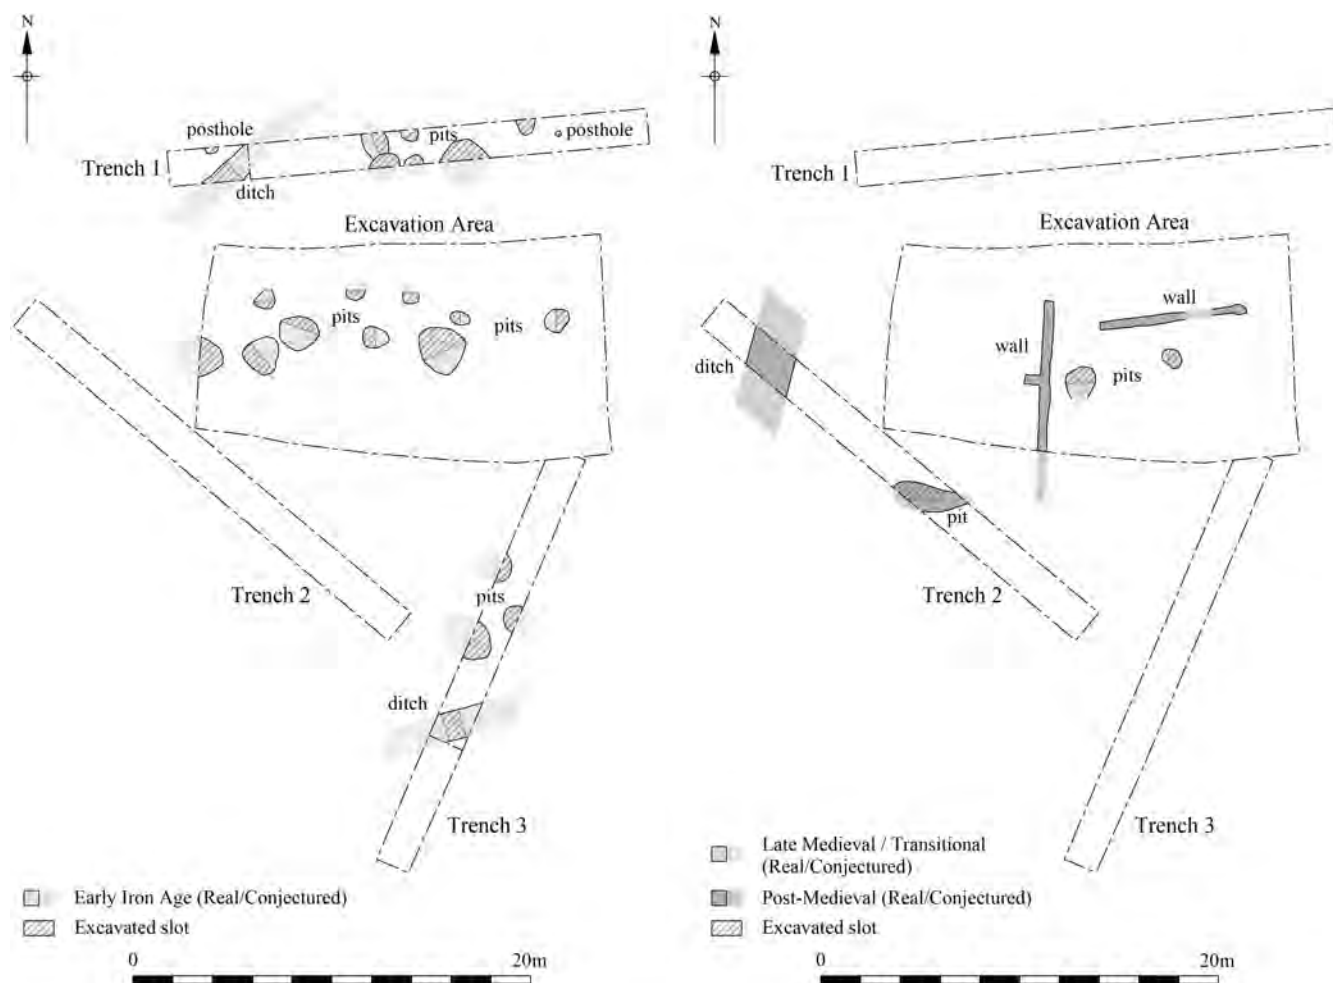 N
posthole
pits
posthole
Trench 1
ditch
Excavation Area
pits
pits
Trench 2
pits
ditch
Trench 3
Early Iron Age (Real/Conjectured)
Excavated slot
0
20m
N
Trench 1
Excavation Area
wall
wall
ditch
pits
pit
Trench 2
Trench 3
Late Medieval / Transitional
(Real/Conjectured)
Post-Medieval (Real/Conjectured)
Excavated slot
0
20m